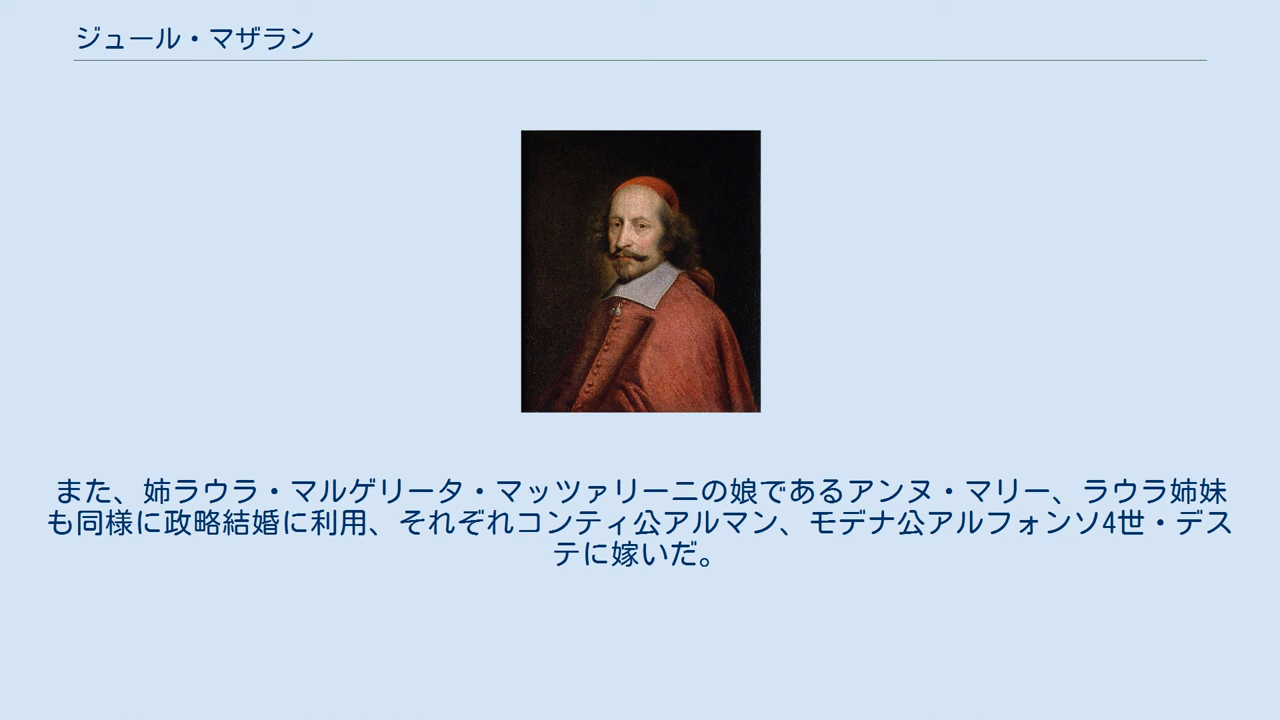 ジュール・マザラン
また、姉ラウラ・マルゲリータ・マッツァリーニの娘であるアンヌ・マリー、ラウラ姉妹
も同様に政略結婚に利用、それぞれコンティ公アルマン、モデナ公アルフォンソ4世・デス
テに嫁いだ。